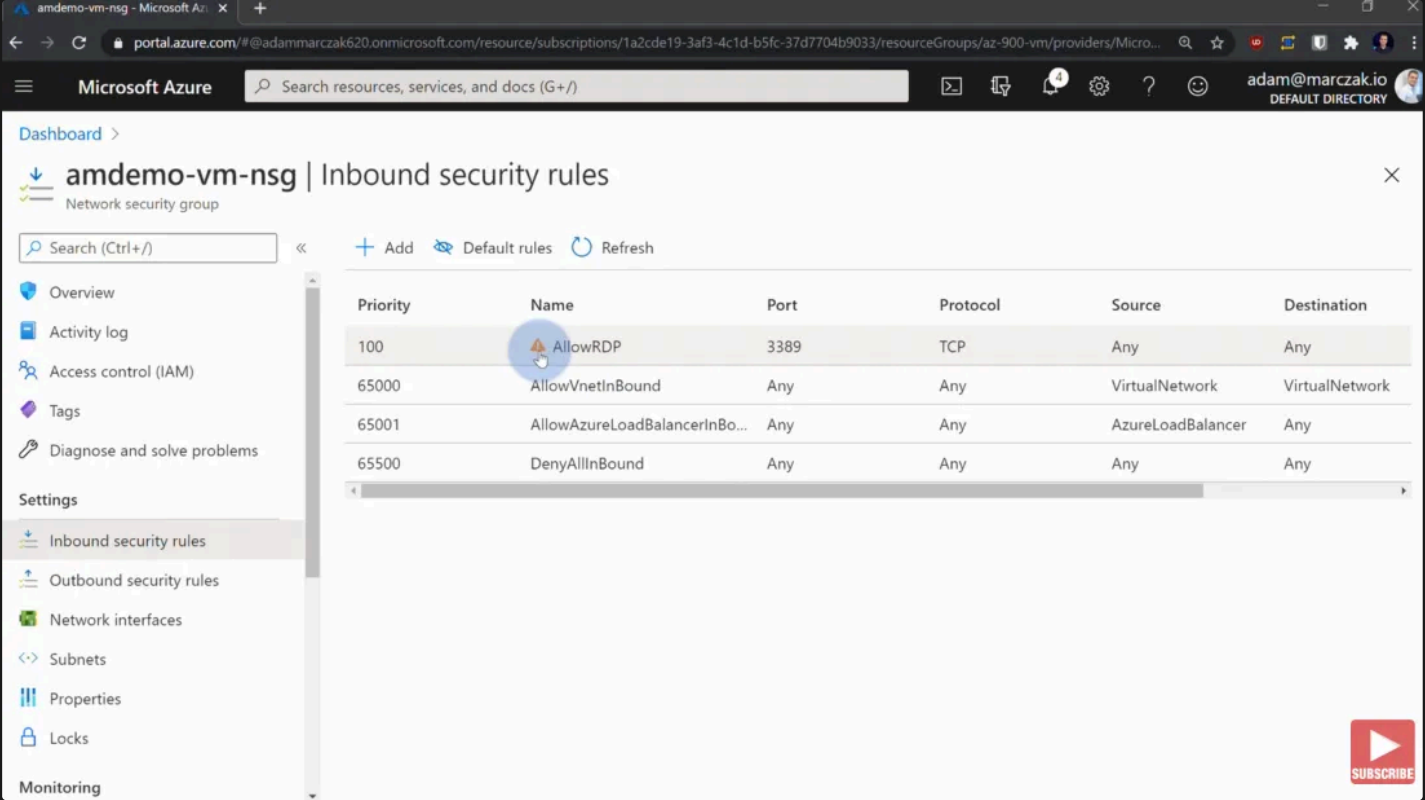 amdemo-vm-nsg - Microsoft Az
portal.azure.com/#@adammarczak620.onmicrosoft.com/resource/subscriptions/1a2cde19-3af3-4c1d-b5fc-37d7704b9033/resourceGroups/az-900-vm/providers/Micro...
Microsoft Azure
Search resources, services, and docs (G+/)
4
adam@marczak.io
DEFAULT DIRECTORY
Dashboard >
amdemo-vm-nsg | Inbound security rules
Network security group
Search (Ctrl+/)
«
Add Default rules Refresh
Overview
Activity log
Access control (IAM)
Tags
Diagnose and solve problems
Settings
Inbound security rules
Outbound security rules
Network interfaces
Subnets
Properties
Locks
Monitoring
Priority Name Port Protocol Source Destination
100 AllowRDP 3389 TCP Any Any
65000 AllowVnetInBound Any Any VirtualNetwork VirtualNetwork
65001 AllowAzureLoadBalancerInBo... Any Any AzureLoadBalancer Any
65500 DenyAllInBound Any Any Any Any
SUBSCRIBE